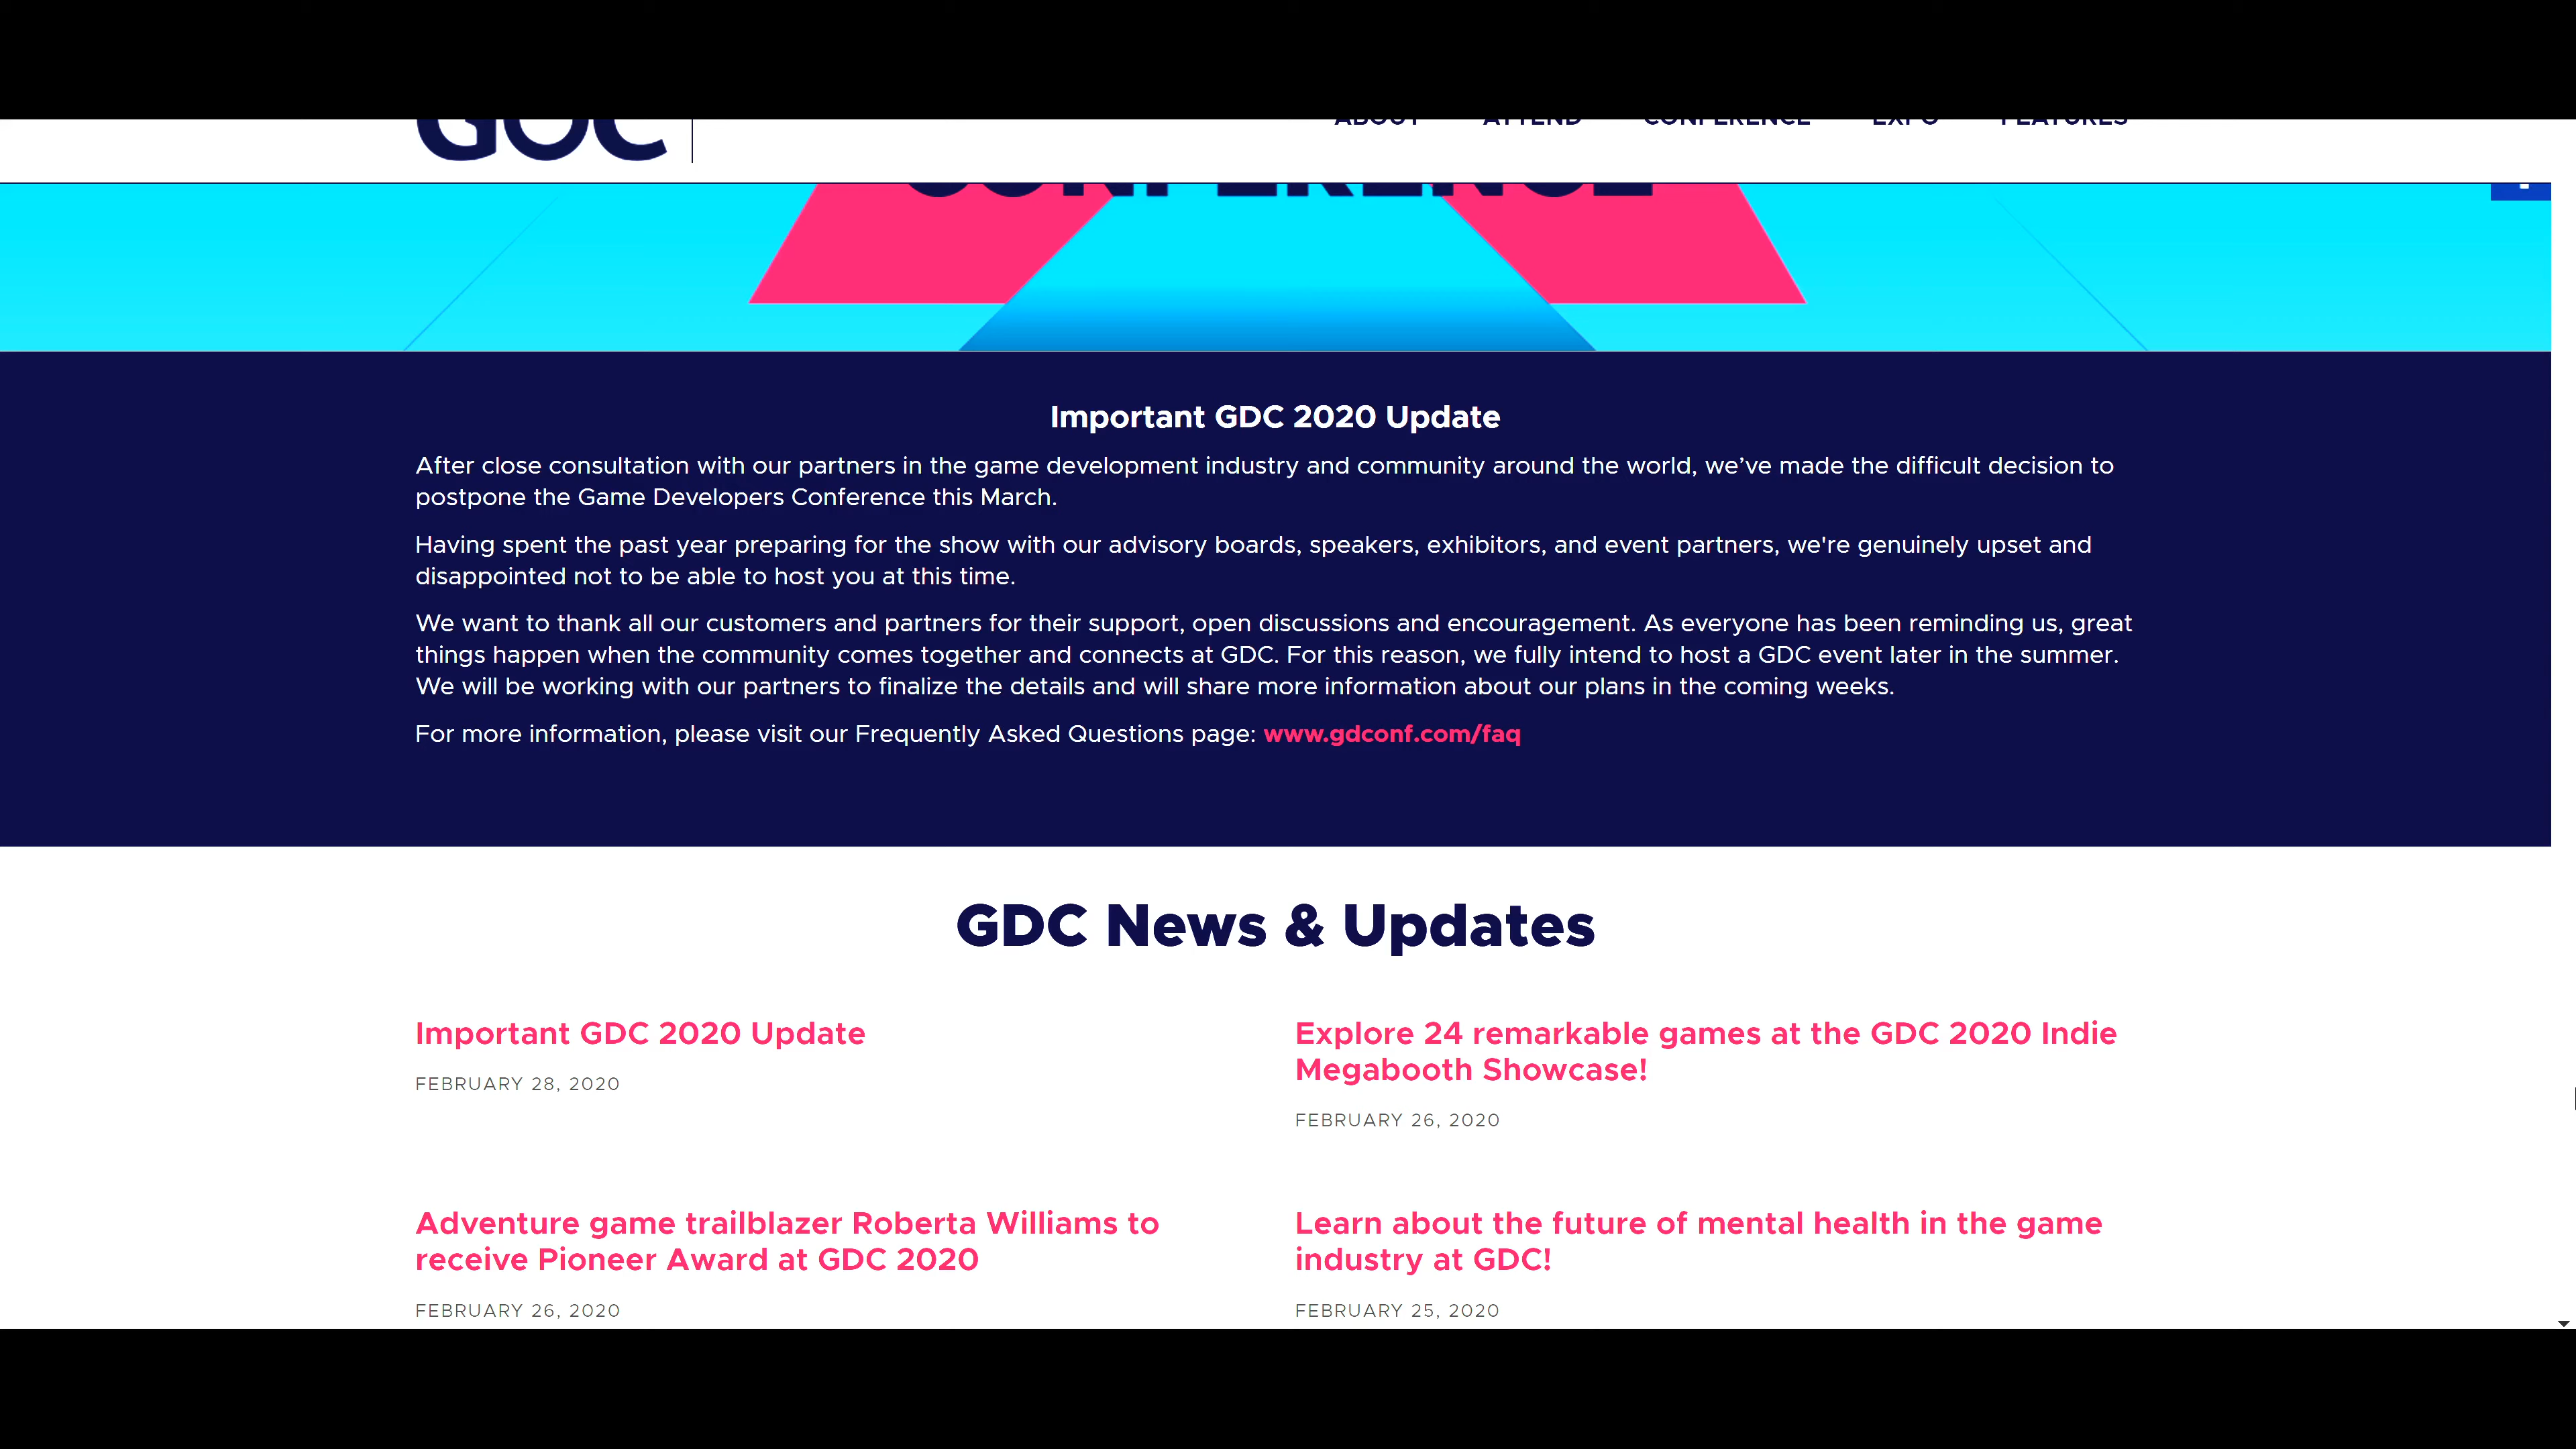 GDC
ABOUT ATTEND CONFERENCE EXPO FEATURES
CONFERENCE
Important GDC 2020 Update
After close consultation with our partners in the game development industry and community around the world, we’ve made the difficult decision to
postpone the Game Developers Conference this March.
Having spent the past year preparing for the show with our advisory boards, speakers, exhibitors, and event partners, we're genuinely upset and
disappointed not to be able to host you at this time.
We want to thank all our customers and partners for their support, open discussions and encouragement. As everyone has been reminding us, great
things happen when the community comes together and connects at GDC. For this reason, we fully intend to host a GDC event later in the summer.
We will be working with our partners to finalize the details and will share more information about our plans in the coming weeks.
For more information, please visit our Frequently Asked Questions page: www.gdconf.com/faq
GDC News & Updates
Important GDC 2020 Update
FEBRUARY 28, 2020
Explore 24 remarkable games at the GDC 2020 Indie
Megabooth Showcase!
FEBRUARY 26, 2020
Adventure game trailblazer Roberta Williams to
receive Pioneer Award at GDC 2020
FEBRUARY 26, 2020
Learn about the future of mental health in the game
industry at GDC!
FEBRUARY 25, 2020